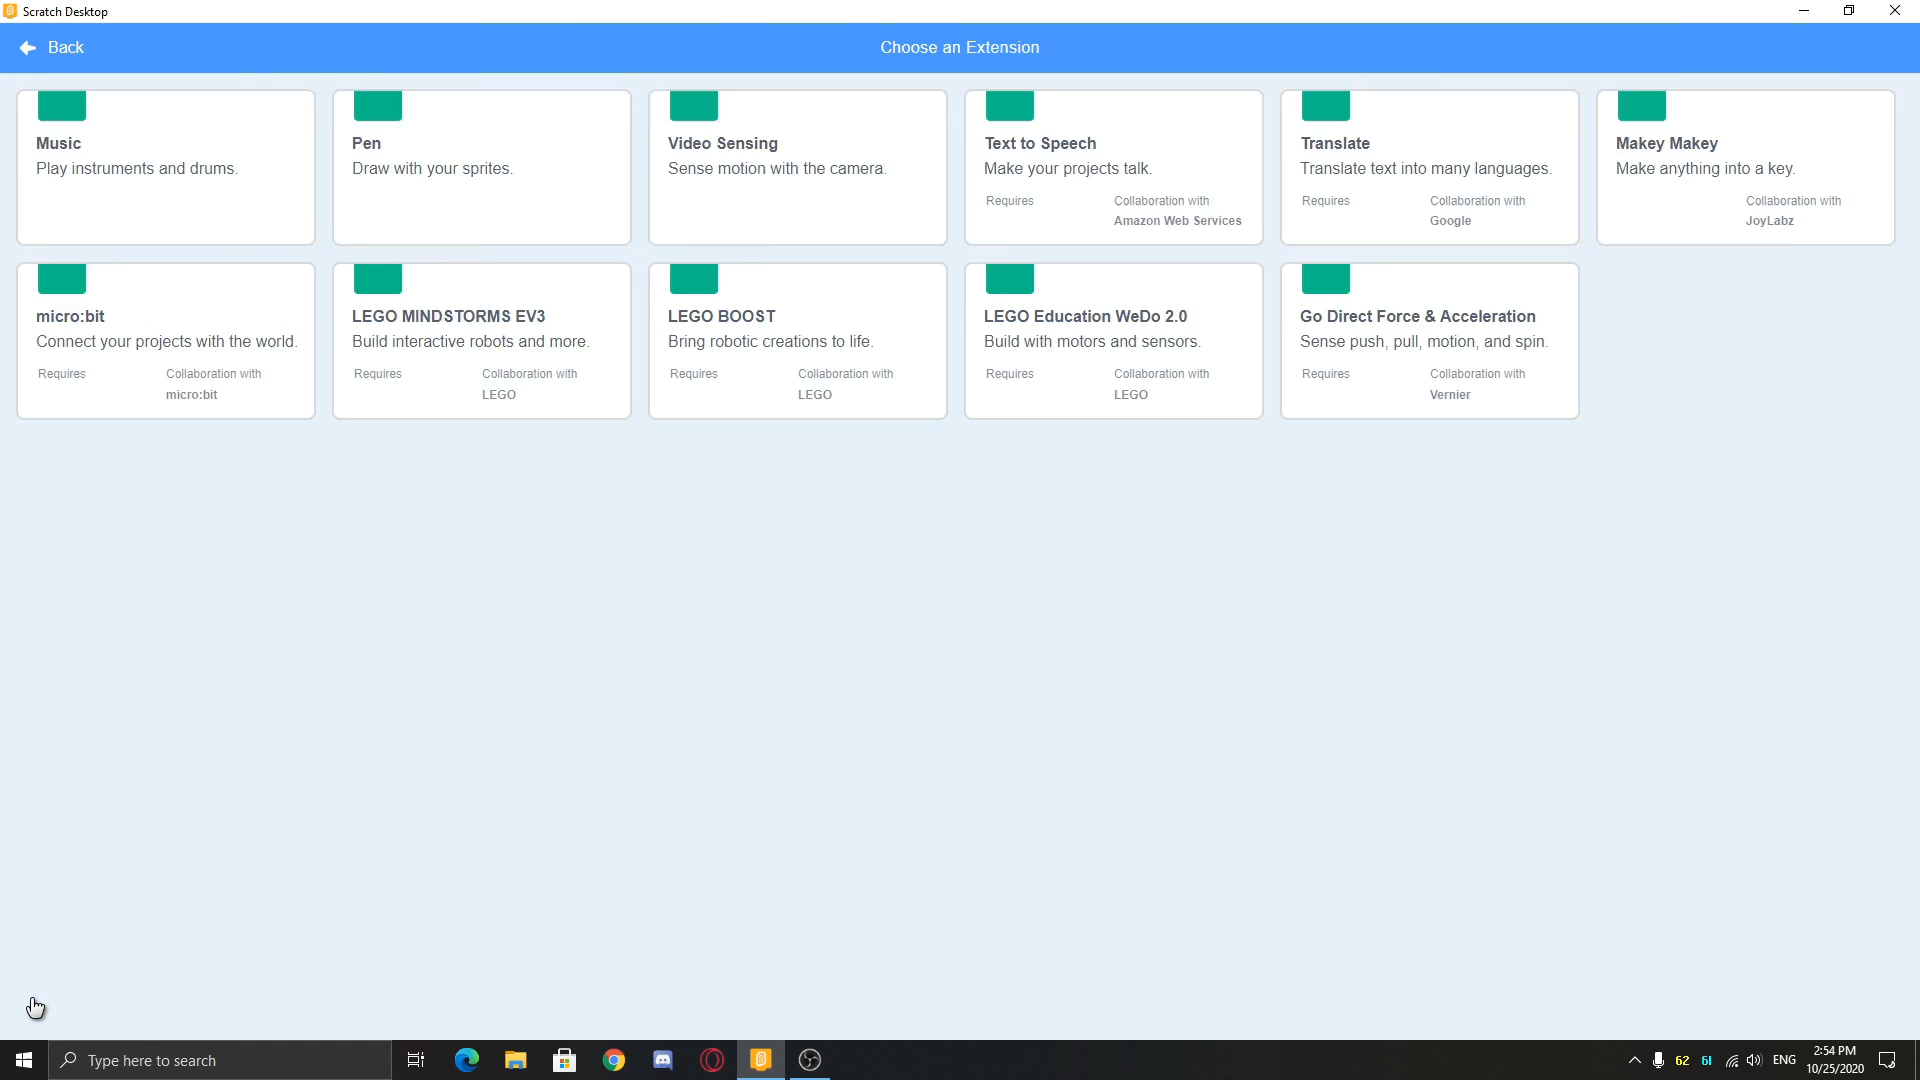 Scratch Desktop
Back
Choose an Extension
Music
Play instruments and drums.
Pen
Draw with your sprites.
Video Sensing
Sense motion with the camera.
Text to Speech
Make your projects talk.
Requires
Collaboration with
Amazon Web Services
Translate
Translate text into many languages.
Requires
Collaboration with
Google
Makey Makey
Make anything into a key.
Collaboration with
JoyLabz
micro:bit
Connect your projects with the world.
Requires
Collaboration with
micro:bit
LEGO MINDSTORMS EV3
Build interactive robots and more.
Requires
Collaboration with
LEGO
LEGO BOOST
Bring robotic creations to life.
Requires
Collaboration with
LEGO
LEGO Education WeDo 2.0
Build with motors and sensors.
Requires
Collaboration with
LEGO
Go Direct Force & Acceleration
Sense push, pull, motion, and spin.
Requires
Collaboration with
Vernier
Type here to search
62
61
ENG
2:54 PM
10/25/2020